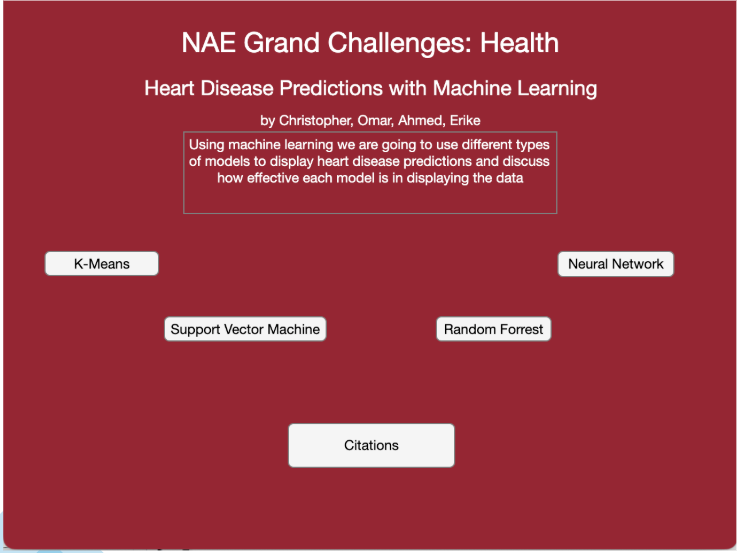 NAE Grand Challenges: Health
Heart Disease Predictions with Machine Learning
by Christopher, Omar, Ahmed, Erike
Using machine learning we are going to use different types
of models to display heart disease predictions and discuss
how effective each model is in displaying the data
K-Means
Neural Network
Support Vector Machine
Random Forrest
Citations